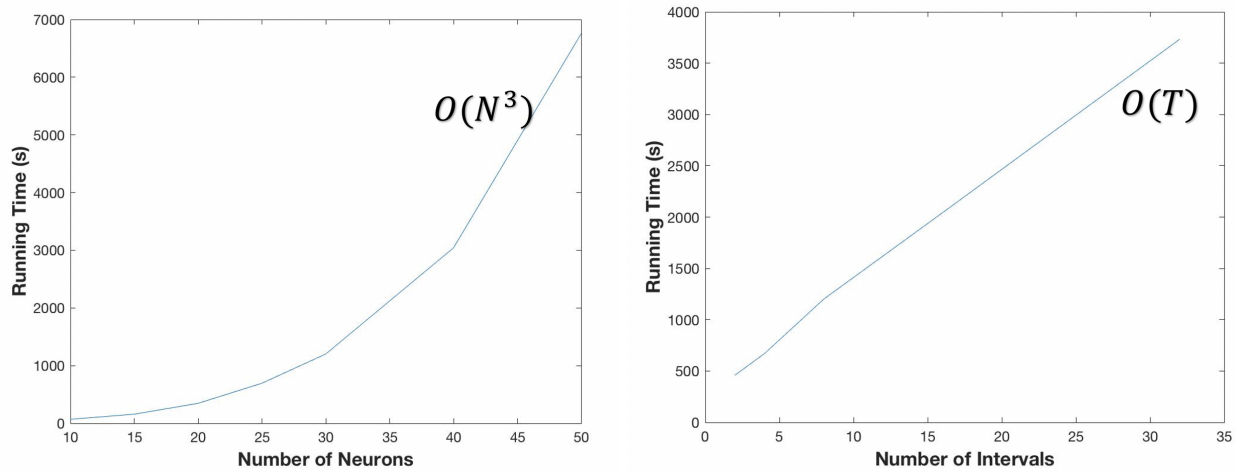 7000
6000
5000
4000
3000
2000
1000
0
Running Time (s)
O(N³)
10 15 20 25 30 35 40 45 50
Number of Neurons
4000
3500
3000
2500
2000
1500
1000
500
0
Running Time (s)
O(T)
0 5 10 15 20 25 30 35
Number of Intervals